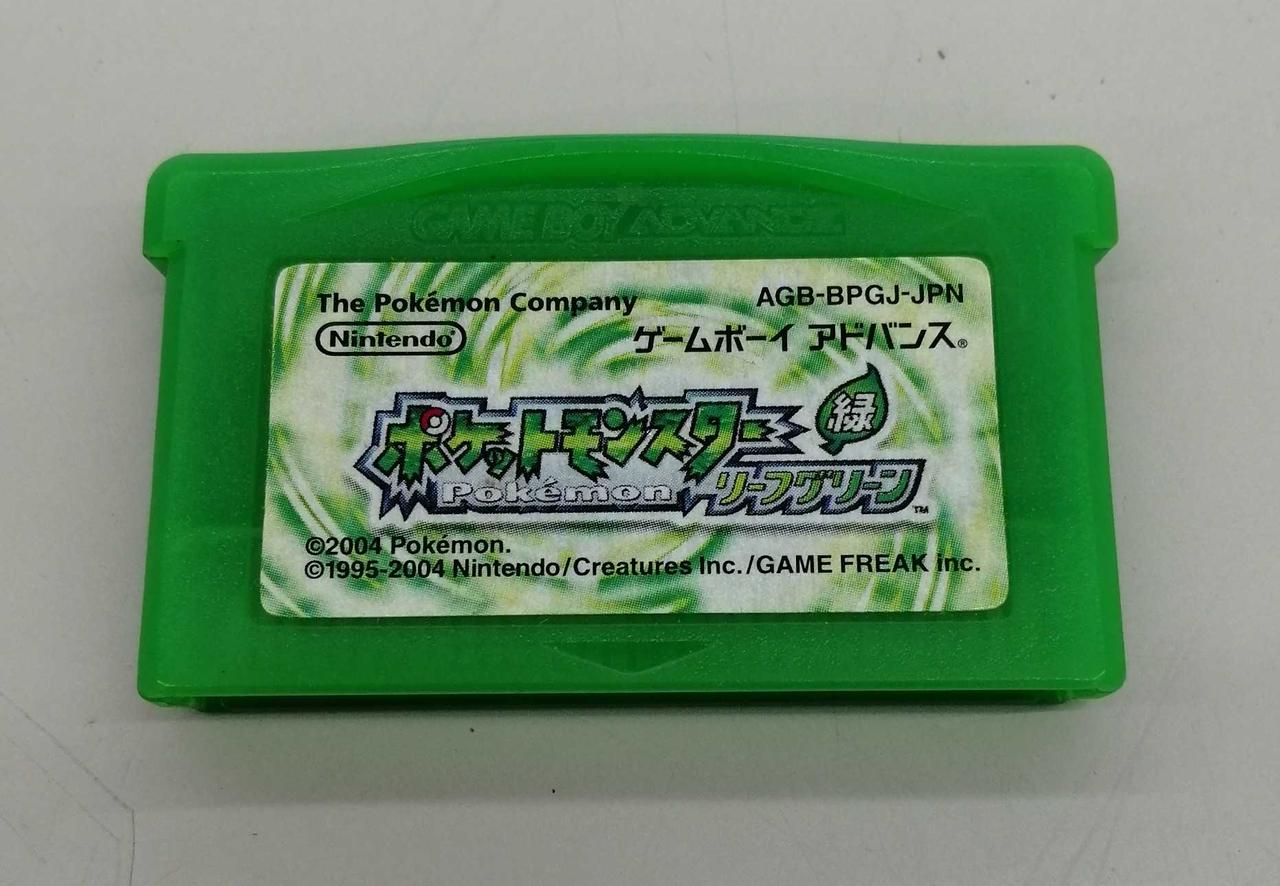 GAME BOY ADVANCE
The Pokémon Company
AGB-BPGJ-JPN
Nintendo®
ゲームボーイ アドバンス®
ポケットモンスター
緑
Pokémon
リーフグリーン™
©2004 Pokémon.
©1995-2004 Nintendo/Creatures Inc./GAME FREAK inc.